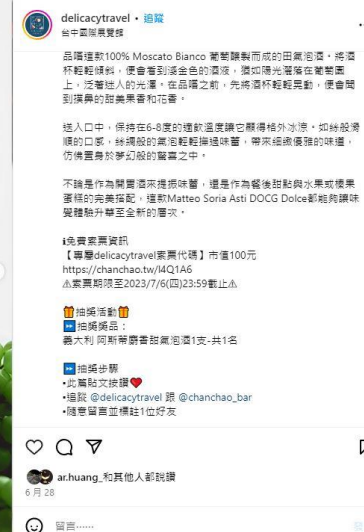 delicacytravel • 追蹤
台中國際展覽館
品嚐這款100% Moscato Bianco 葡萄釀製而成的甜氣泡酒。將酒
杯輕輕傾斜，便會看到淺金色的酒液，猶如陽光灑落在葡萄園
上，泛著迷人的光澤。在品嚐之前，先將酒杯輕輕晃動，便會聞
到撲鼻的甜美果香和花香。
送入口中，保持在6-8度的適飲溫度讓它顯得格外冰涼。如絲般滑
順的口感，絲綢般的氣泡輕輕撫過味蕾，帶來細緻優雅的味道，
仿佛置身於夢幻般的饗宴之中。
不論是作為開胃酒來提振味蕾，還是作為餐後甜點與水果或榛果
蛋糕的完美搭配，這款Matteo Soria Asti DOCG Dolce都能夠讓味
覺體驗升華至全新的層次。
ℹ️免費索票資訊
【專屬delicacytravel索票代碼】市值100元
https://chanchao.tw/I4Q1A6
⚠索票期限至2023/7/6(四)23:59截止⚠
🎁抽獎活動🎁
⏩抽獎獎品：
義大利 阿斯蒂麝香甜氣泡酒1支-共1名
⏩抽獎步驟
•此篇貼文按讚❤️
•追蹤 @delicacytravel 跟 @chanchao_bar
•隨意留言並標註1位好友
ar.huang_和其他人都說讚
6 月 28
留言......